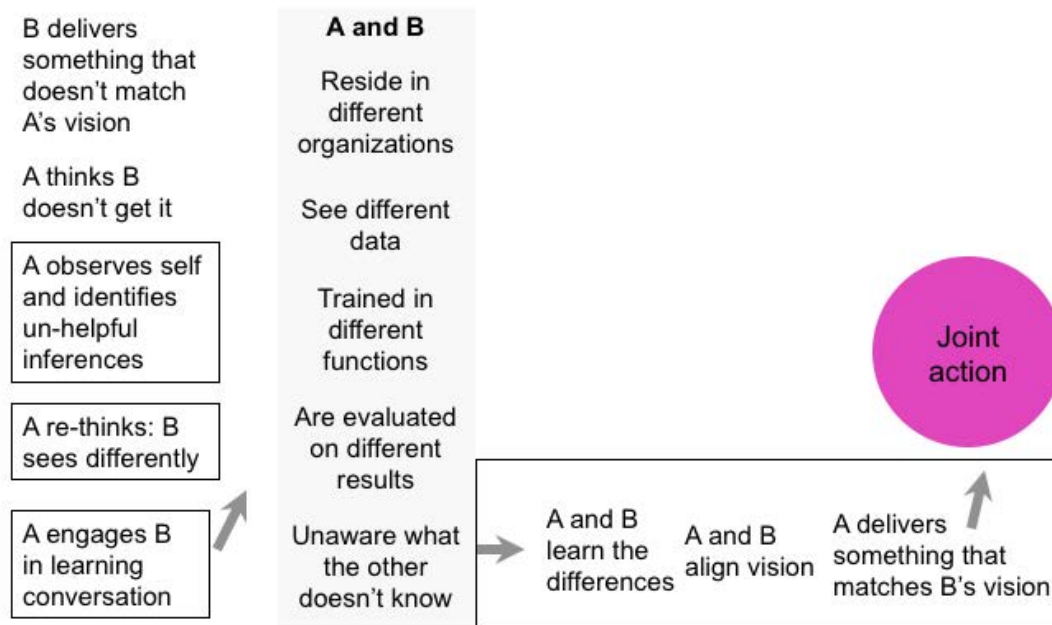 B delivers
something that
doesn't match
A's vision
A thinks B
doesn't get it
A observes self
and identifies
un-helpful
inferences
A re-thinks: B
sees differently
A engages B
in learning
conversation
A and B
Reside in
different
organizations
See different
data
Trained in
different
functions
Are evaluated
on different
results
Unaware what
the other
doesn't know
A and B
learn the
differences
A and B
align vision
A delivers
something that
matches B's vision
Joint
action